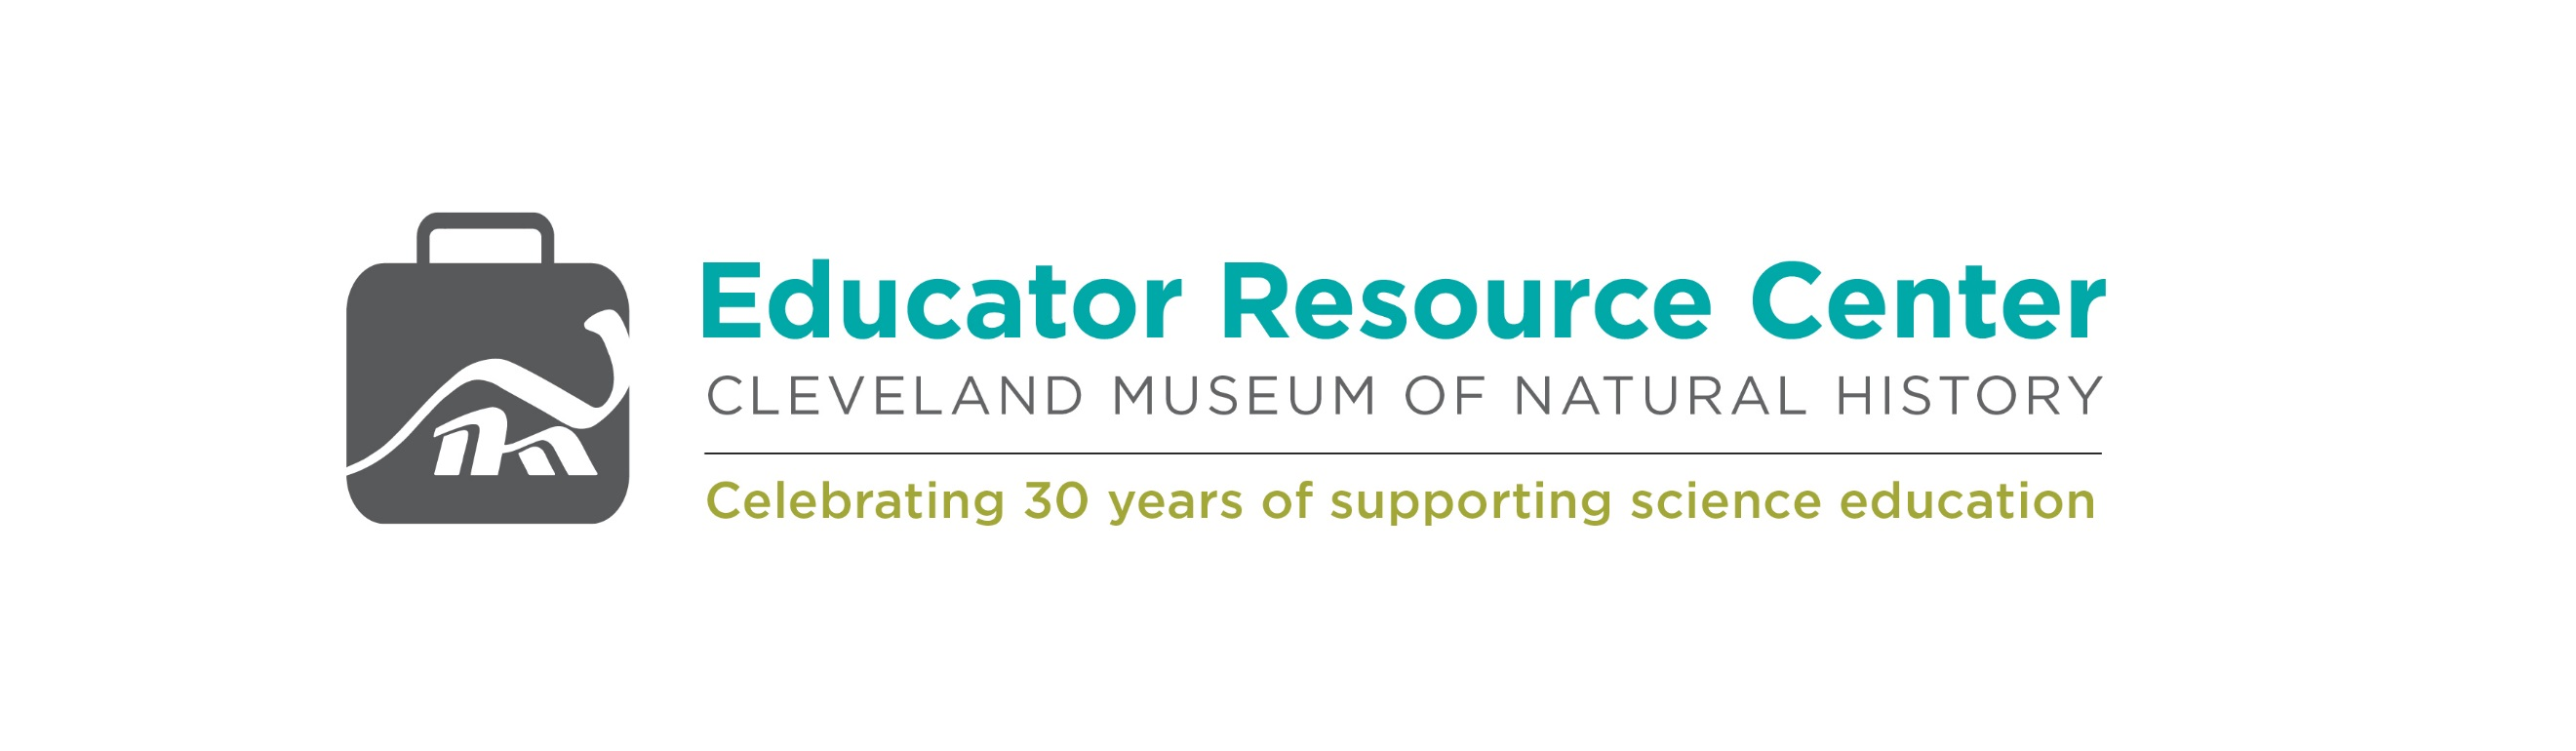 Educator Resource Center
CLEVELAND MUSEUM OF NATURAL HISTORY
Celebrating 30 years of supporting science education